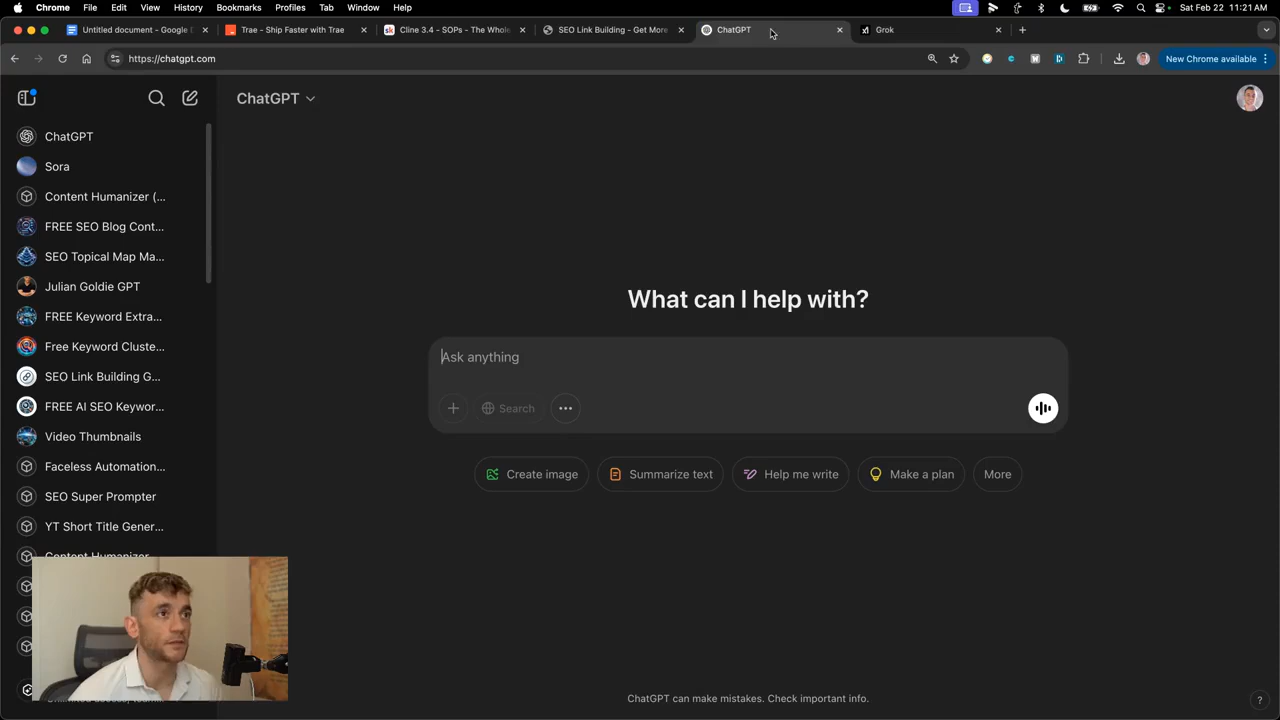 Chrome File Edit View History Bookmarks Profiles Tab Window Help Sat Feb 22 11:21 AM
Untitled document - Google D Trae - Ship Faster with Trae Cline 3.4 - SOPs - The Whole SEO Link Building - Get More ChatGPT Grok
https://chatgpt.com New Chrome available
ChatGPT
ChatGPT
Sora
Content Humanizer (...
FREE SEO Blog Cont...
SEO Topical Map Ma...
Julian Goldie GPT
FREE Keyword Extra...
Free Keyword Cluste...
SEO Link Building G...
FREE AI SEO Keywor...
Video Thumbnails
Faceless Automation...
SEO Super Prompter
YT Short Title Gener...
Content Humanizer
What can I help with?
Ask anything
Search
Create image Summarize text Help me write Make a plan More
ChatGPT can make mistakes. Check important info.
?